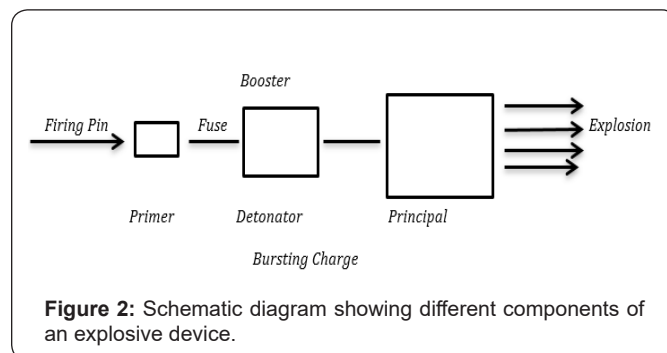 Booster
Firing Pin Fuse Explosion
Primer Detonator Principal
Bursting Charge
Figure 2: Schematic diagram showing different components of
an explosive device.